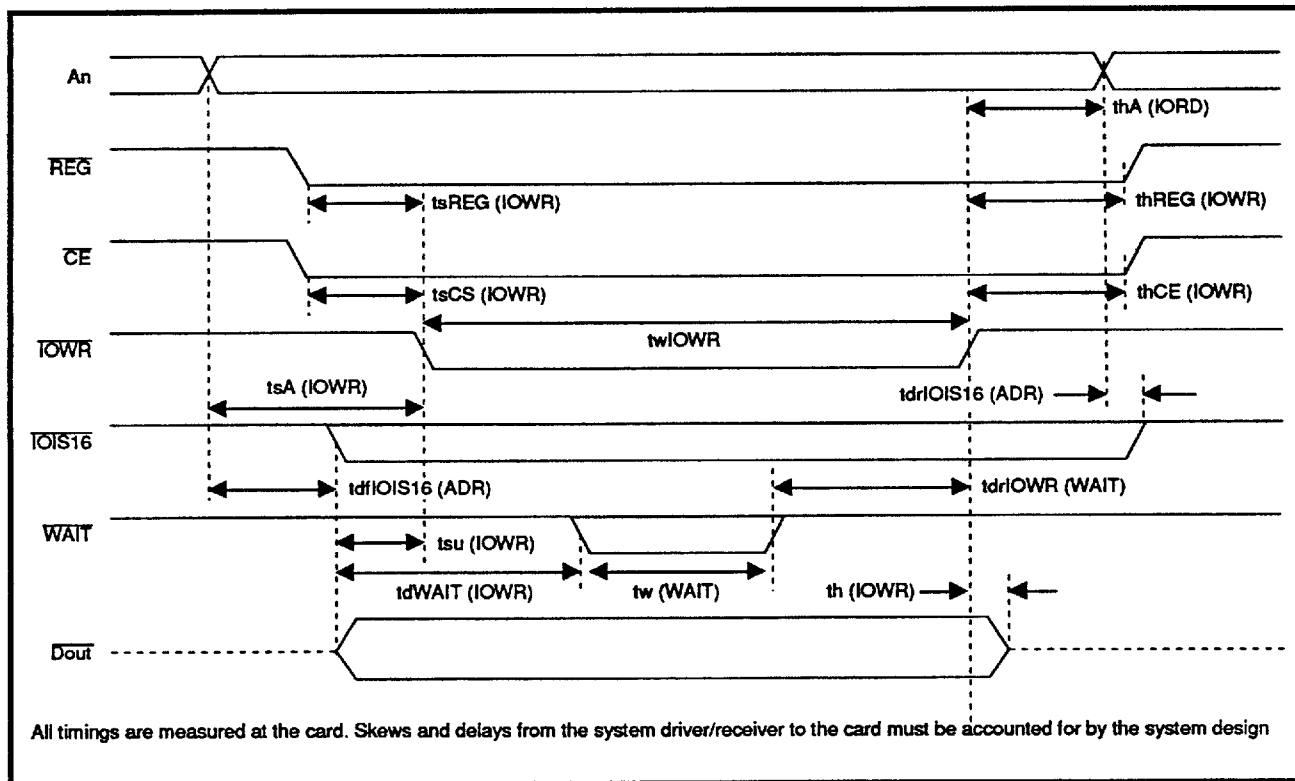 An
thA (IORD)
REG
tsREG (IOWR)
thREG (IOWR)
CE
tsCS (IOWR)
thCE (IOWR)
IOWR
twIOWR
tsA (IOWR)
tdrIOIS16 (ADR)
IOIS16
tdfIOIS16 (ADR)
tdrIOWR (WAIT)
WAIT
tsu (IOWR)
tdWAIT (IOWR)
tw (WAIT)
th (IOWR)
Dout
All timings are measured at the card. Skews and delays from the system driver/receiver to the card must be accounted for by the system design